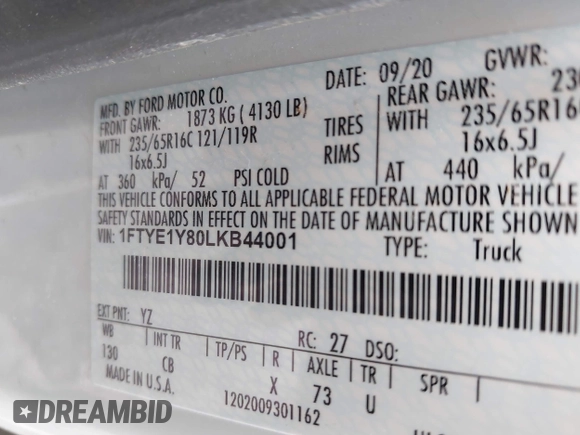 DATE: 09/20 GVWR:
MFD. BY FORD MOTOR CO.
FRONT GAWR: 1873 KG ( 4130 LB) REAR GAWR: 230
WITH 235/65R16C 121/119R TIRES WITH 235/65R16
16x6.5J RIMS 16x6.5J
AT 360 kPa/ 52 PSI COLD AT 440 kPa/
THIS VEHICLE CONFORMS TO ALL APPLICABLE FEDERAL MOTOR VEHICLE
SAFETY STANDARDS IN EFFECT ON THE DATE OF MANUFACTURE SHOWN
VIN: 1FTYE1Y80LKB44001 TYPE: Truck
EXT PNT: YZ RC: 27 DSO:
WB INT TR TP/PS R AXLE TR SPR
130 CB X 73 U
MADE IN U.S.A. 1202009301162
DREAMBID